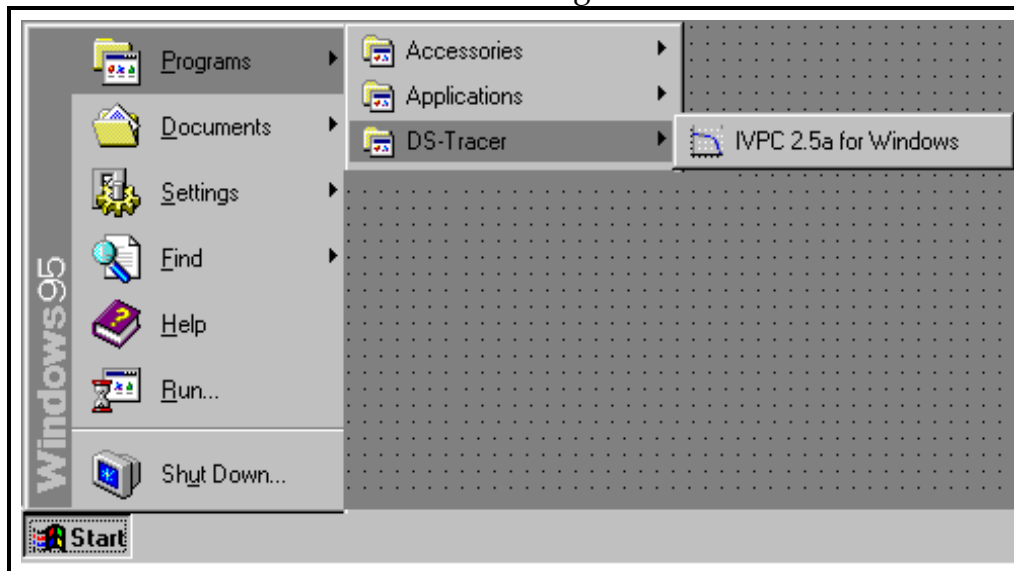 Programs
Documents
Settings
Find
Help
Run...
Shut Down...
Windows95
Start
Accessories
Applications
DS-Tracer
IVPC 2.5a for Windows